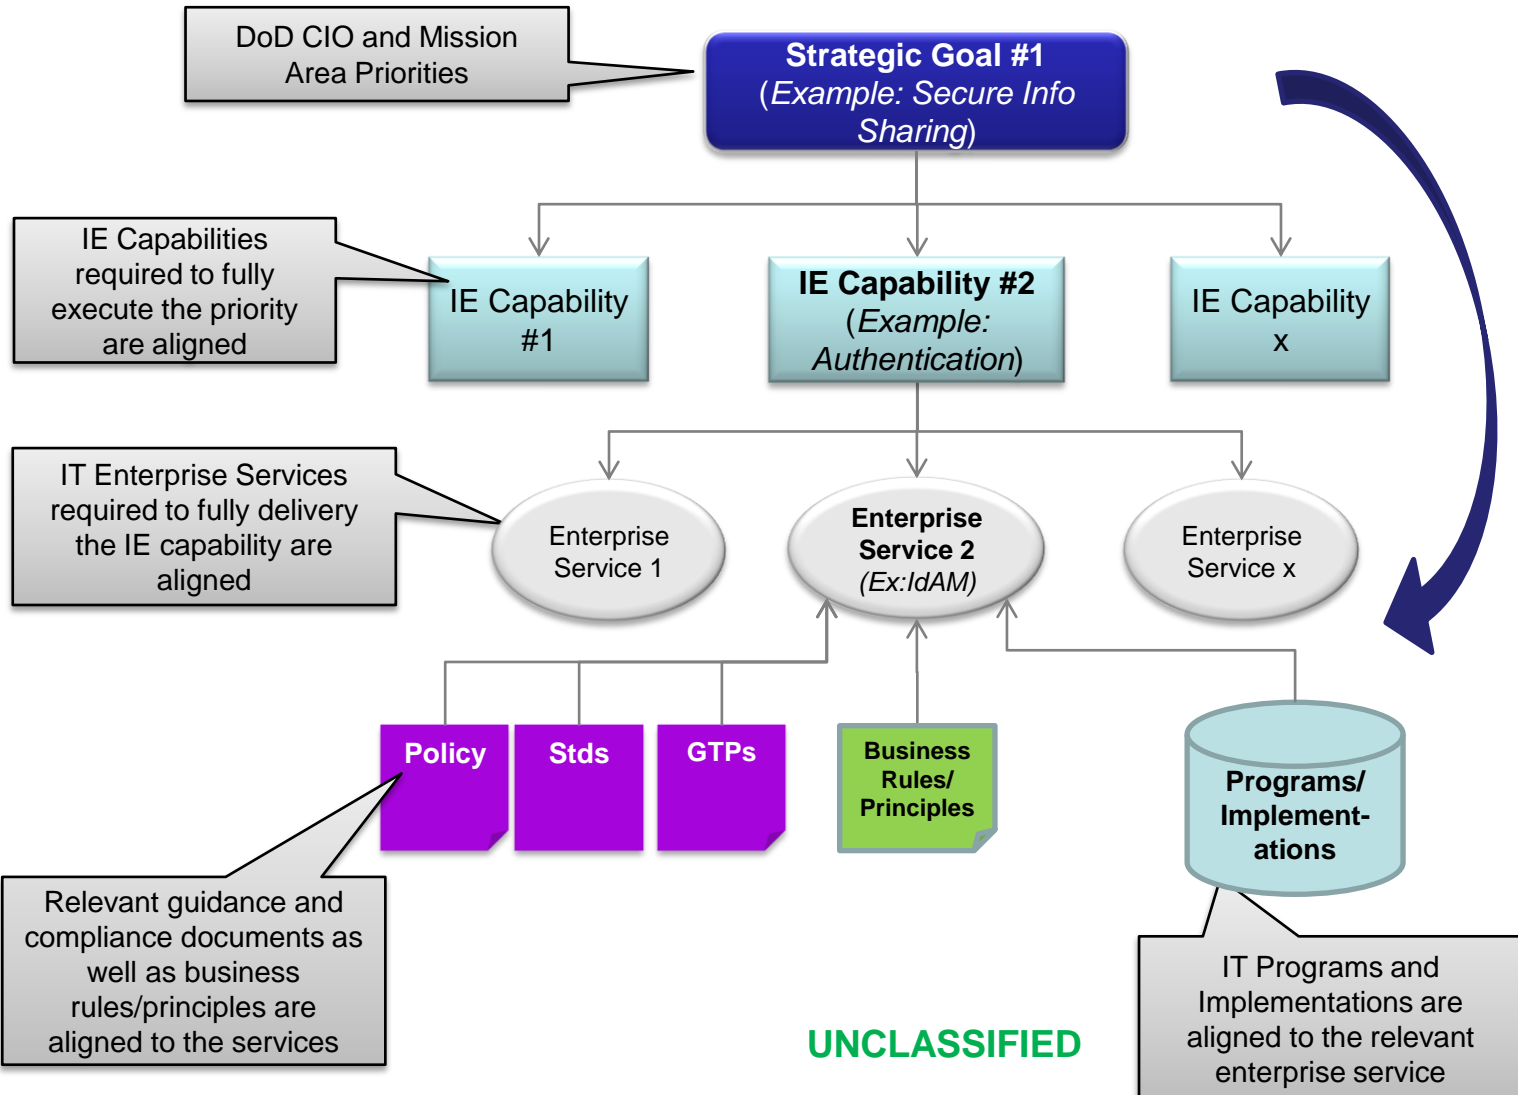 DoD CIO and Mission
Area Priorities
Strategic Goal #1
(Example: Secure Info
Sharing)
IE Capabilities
required to fully
execute the priority
are aligned
IE Capability
#1
IE Capability #2
(Example:
Authentication)
IE Capability
x
IT Enterprise Services
required to fully delivery
the IE capability are
aligned
Enterprise
Service 1
Enterprise
Service 2
(Ex:IdAM)
Enterprise
Service x
Policy
Stds
GTPs
Business
Rules/
Principles
Programs/
Implement-
ations
Relevant guidance and
compliance documents as
well as business
rules/principles are
aligned to the services
UNCLASSIFIED
IT Programs and
Implementations are
aligned to the relevant
enterprise service